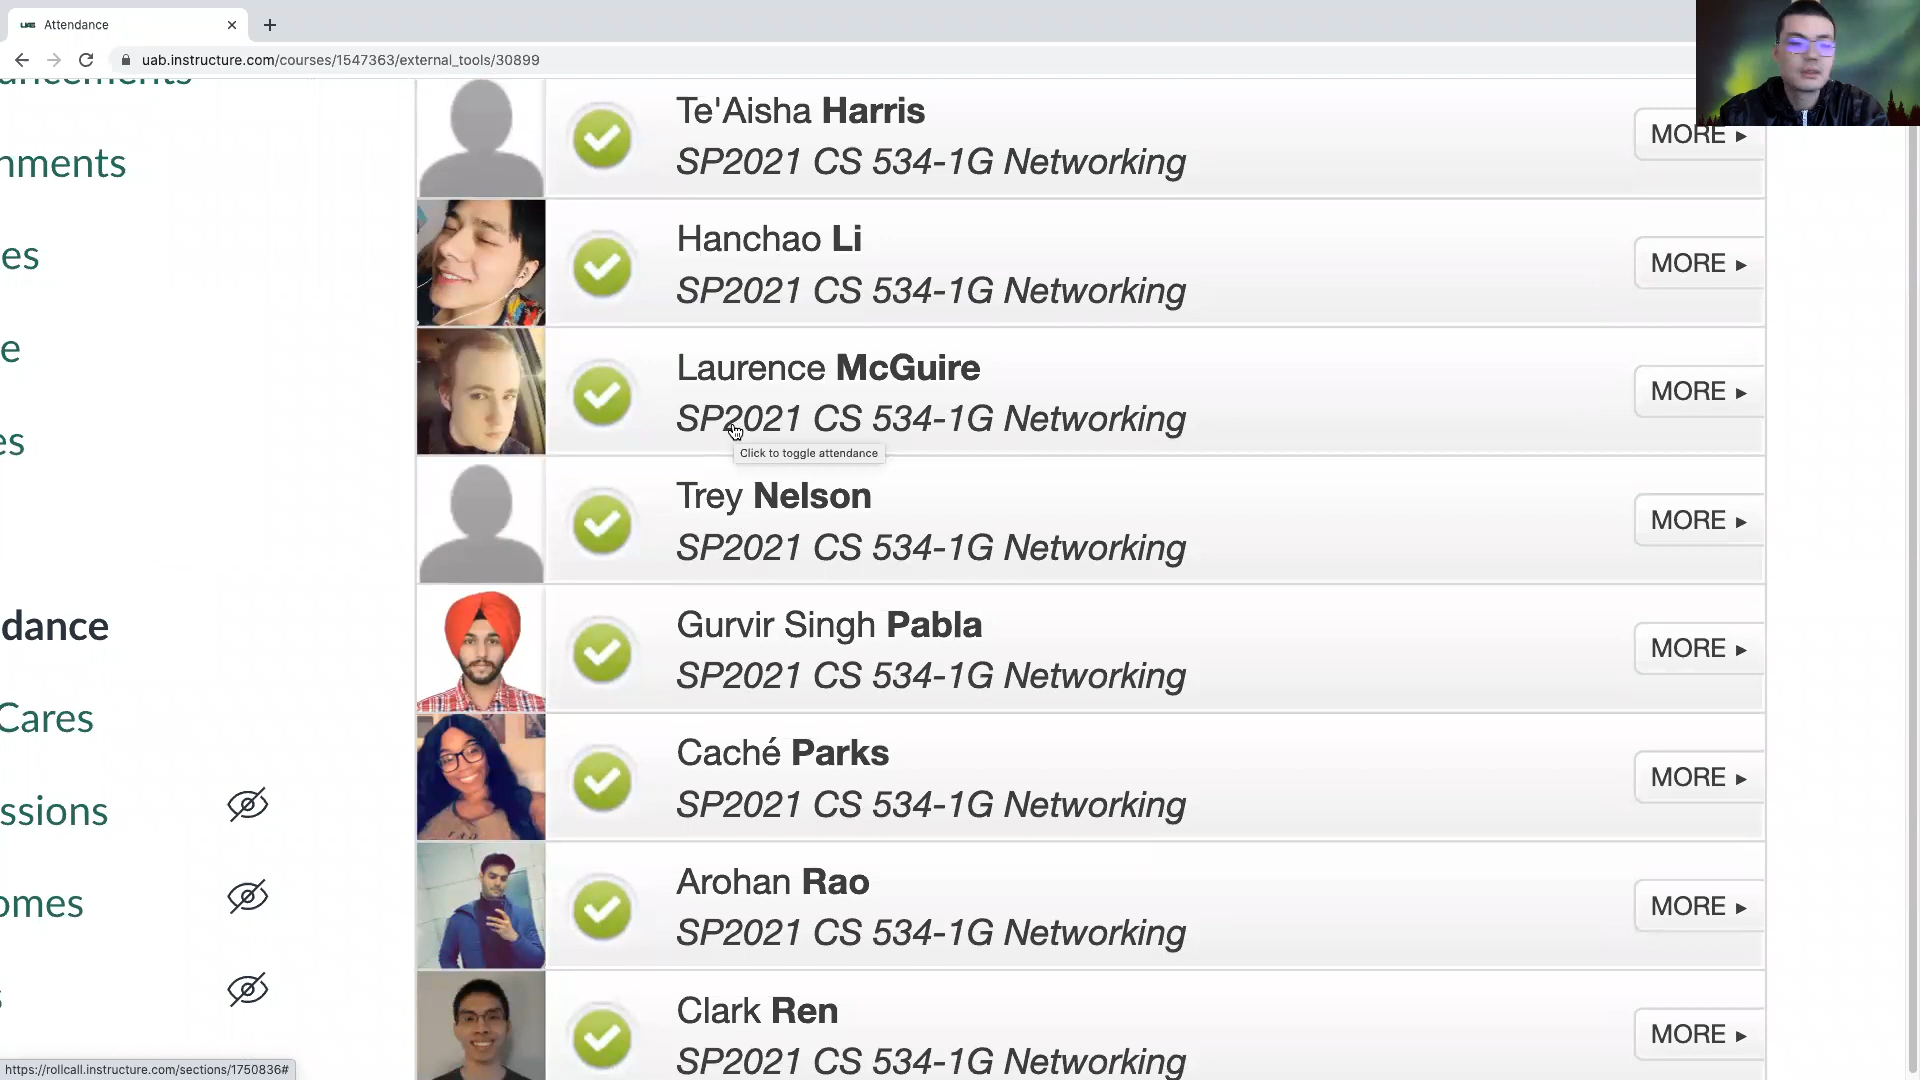 UAB Attendance
uab.instructure.com/courses/1547363/external_tools/30899
Te'Aisha Harris
SP2021 CS 534-1G Networking
MORE ▸
nments
Hanchao Li
SP2021 CS 534-1G Networking
MORE ▸
es
Laurence McGuire
SP2021 CS 534-1G Networking
MORE ▸
e
Click to toggle attendance
es
Trey Nelson
SP2021 CS 534-1G Networking
MORE ▸
Gurvir Singh Pabla
SP2021 CS 534-1G Networking
MORE ▸
dance
Caché Parks
SP2021 CS 534-1G Networking
MORE ▸
Cares
ssions
Arohan Rao
SP2021 CS 534-1G Networking
MORE ▸
omes
Clark Ren
SP2021 CS 534-1G Networking
MORE ▸
s
https://rollcall.instructure.com/sections/1750836#